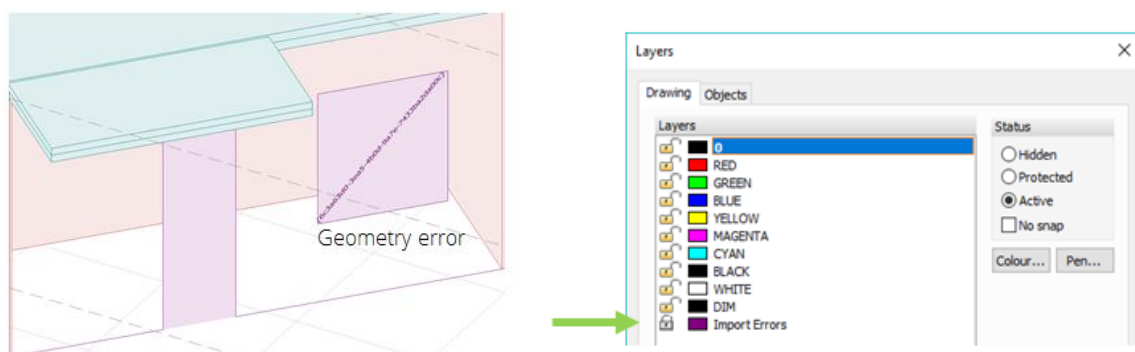 Geometry error
Layers
Drawing Objects
Layers
Status
0
RED
GREEN
BLUE
YELLOW
MAGENTA
CYAN
BLACK
WHITE
DIM
Import Errors
Hidden
Protected
Active
No snap
Colour... Pen...